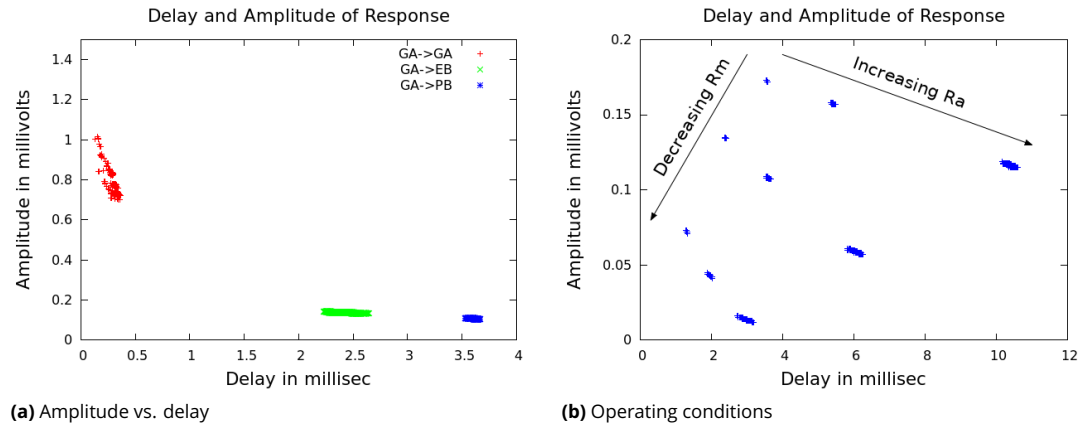 Delay and Amplitude of Response
1.4
1.2
1
0.8
0.6
0.4
0.2
0
Amplitude in millivolts
GA->GA
GA->EB
GA->PB
0 0.5 1 1.5 2 2.5 3 3.5 4
Delay in millisec
(a) Amplitude vs. delay
Delay and Amplitude of Response
0.2
0.15
0.1
0.05
0
Amplitude in millivolts
Decreasing Rm
Increasing Ra
0 2 4 6 8 10 12
Delay in millisec
(b) Operating conditions